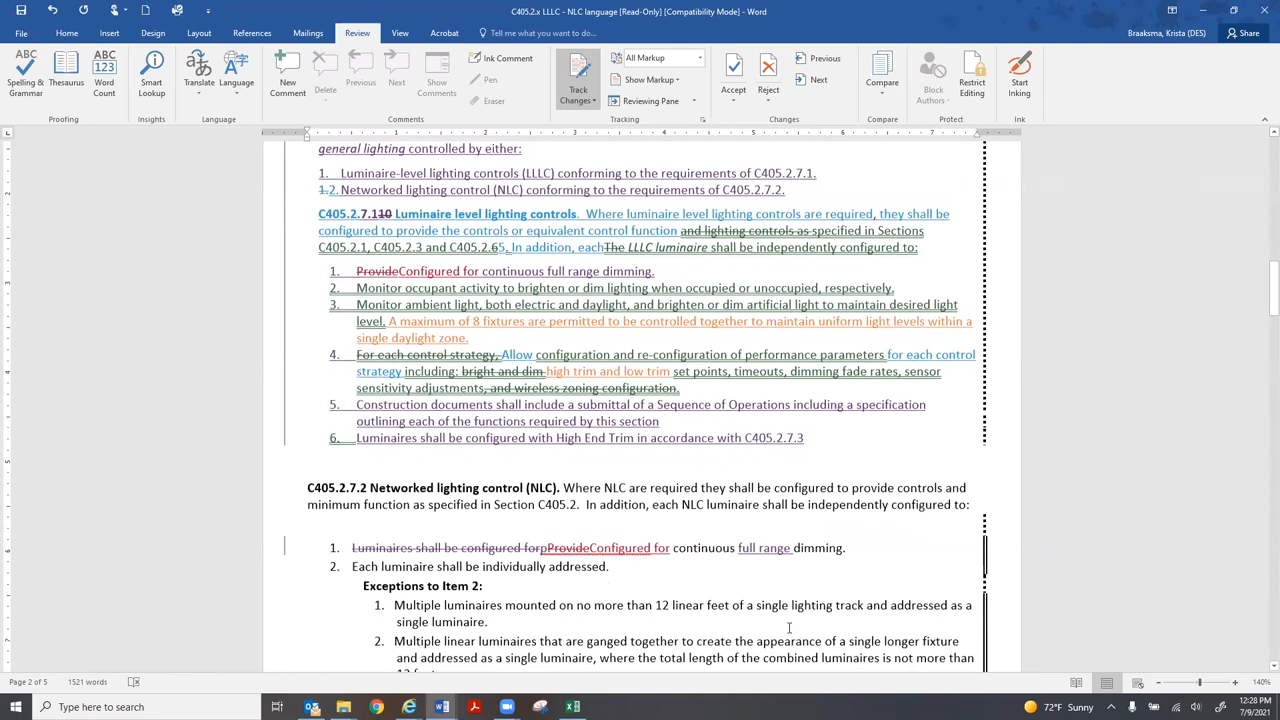 C405.2.x. LLLC NLC.docx [Read-Only] [Compatibility Mode] - Word
Braaksma, Krista (DES)
File Home Insert Design Layout References Mailings Review View Acrobat Tell me what you want to do... Share
ABC Spelling & Grammar
Thesaurus
ABC 123 Word Count
Smart Lookup
Translate
Language
New Comment
Delete
Previous
Next
Show Comments
Ink Comment
Pen
Eraser
Track Changes
All Markup
Show Markup
Reviewing Pane
Accept
Reject
Previous
Next
Compare
Block Authors
Restrict Editing
Start Inking
Proofing Insights Language Comments Tracking Changes Compare Protect Ink
general lighting controlled by either:
1. Luminaire-level lighting controls (LLLC) conforming to the requirements of C405.2.7.1.
1.2. Networked lighting control (NLC) conforming to the requirements of C405.2.7.2.
C405.2.7.110 Luminaire level lighting controls. Where luminaire level lighting controls are required, they shall be
configured to provide the controls or equivalent control function and lighting controls as specified in Sections
C405.2.1, C405.2.3 and C405.2.65. In addition, eachThe LLLC luminaire shall be independently configured to:
1. ProvideConfigured for continuous full range dimming.
2. Monitor occupant activity to brighten or dim lighting when occupied or unoccupied, respectively.
3. Monitor ambient light, both electric and daylight, and brighten or dim artificial light to maintain desired light
level. A maximum of 8 fixtures are permitted to be controlled together to maintain uniform light levels within a
single daylight zone.
4. For each control strategy, Allow configuration and re-configuration of performance parameters for each control
strategy including: bright and dim high trim and low trim set points, timeouts, dimming fade rates, sensor
sensitivity adjustments, and wireless zoning configuration.
5. Construction documents shall include a submittal of a Sequence of Operations including a specification
outlining each of the functions required by this section
6. Luminaires shall be configured with High End Trim in accordance with C405.2.7.3
C405.2.7.2 Networked lighting control (NLC). Where NLC are required they shall be configured to provide controls and
minimum function as specified in Section C405.2. In addition, each NLC luminaire shall be independently configured to:
1. Luminaires shall be configured forpProvideConfigured for continuous full range dimming.
2. Each luminaire shall be individually addressed.
Exceptions to Item 2:
1. Multiple luminaires mounted on no more than 12 linear feet of a single lighting track and addressed as a
single luminaire.
2. Multiple linear luminaires that are ganged together to create the appearance of a single longer fixture
and addressed as a single luminaire, where the total length of the combined luminaires is not more than
Page 2 of 5 1521 words 140%
Type here to search
72°F Sunny
12:28 PM
7/9/2021